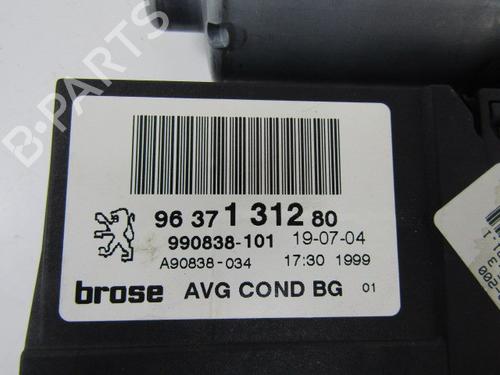 B-PARTS
96 37 1 312 80
990838-101 19-07-04
A90838-034 17:30 1999
brose AVG COND BG 01